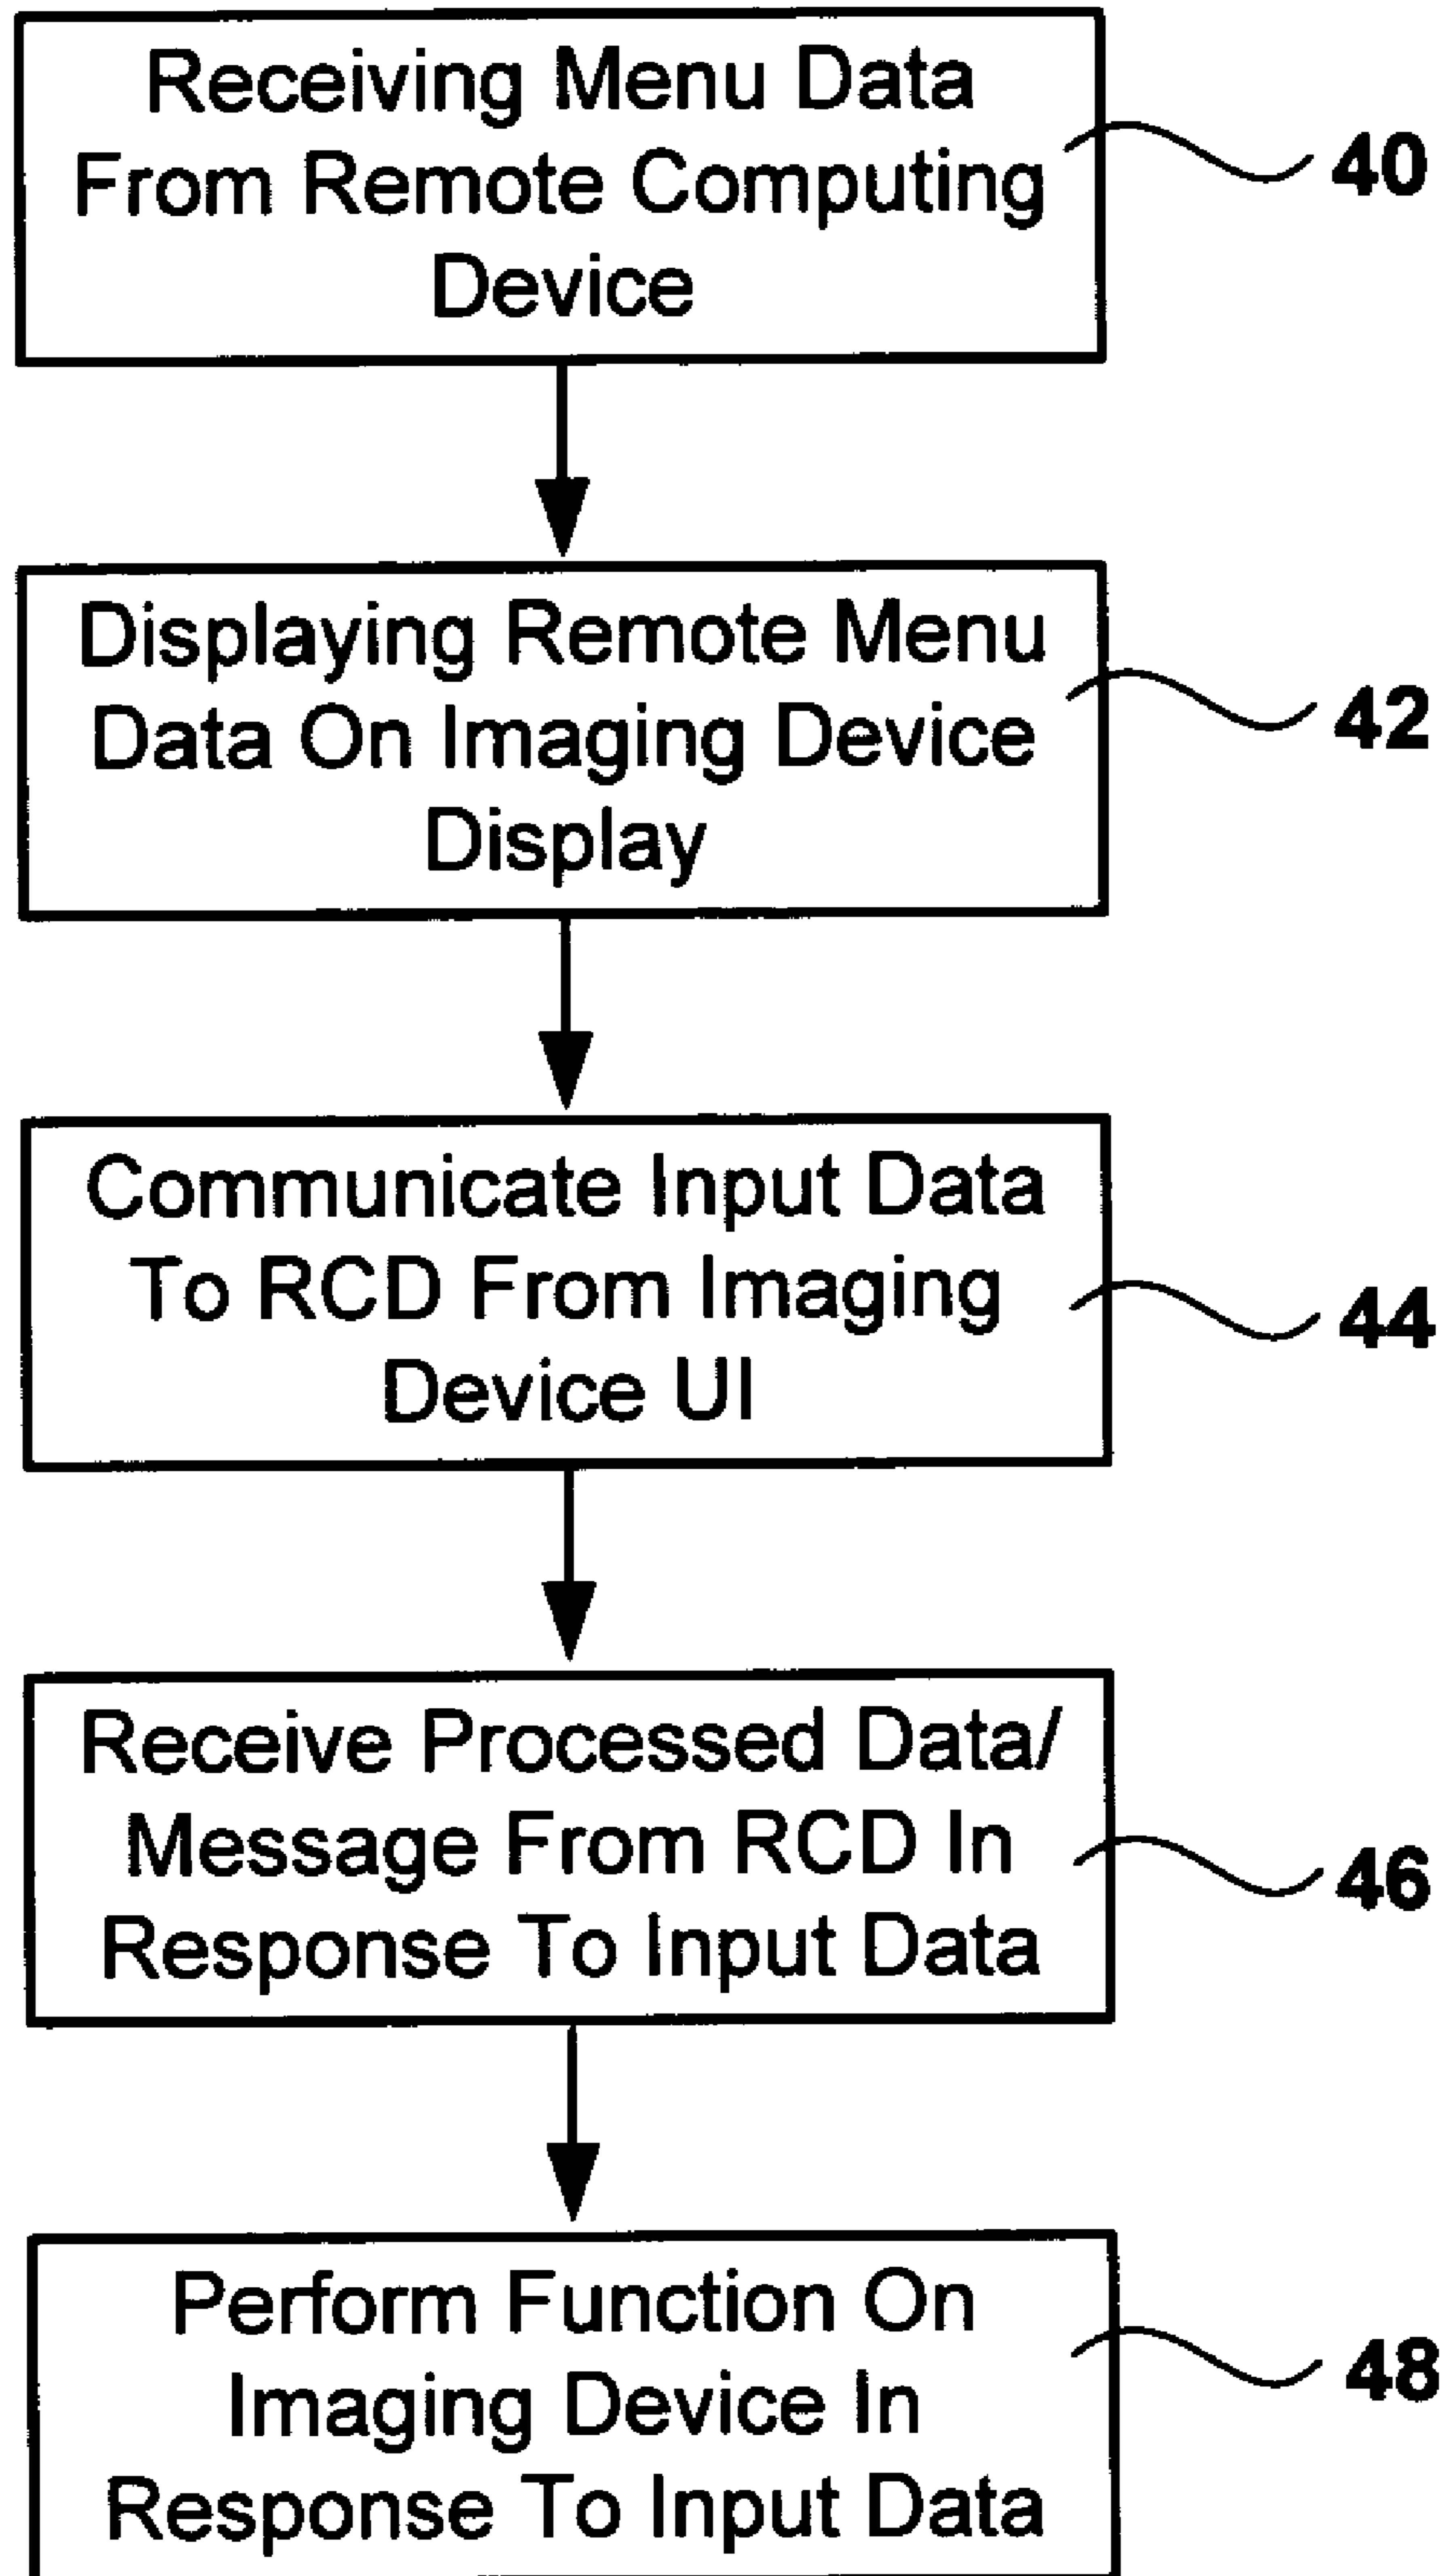 Receiving Menu Data
From Remote Computing
Device
40
Displaying Remote Menu
Data On Imaging Device
Display
42
Communicate Input Data
To RCD From Imaging
Device UI
44
Receive Processed Data/
Message From RCD In
Response To Input Data
46
Perform Function On
Imaging Device In
Response To Input Data
48